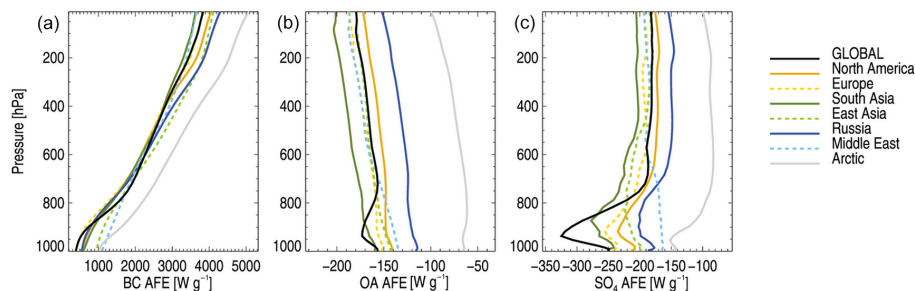 (a)
(b)
(c)
Pressure [hPa]
200
400
600
800
1000
1000 2000 3000 4000 5000
BC AFE [W g⁻¹]
−200 −150 −100 −50
OA AFE [W g⁻¹]
−350 −300 −250 −200 −150 −100
SO₄ AFE [W g⁻¹]
200
400
600
800
1000
200
400
600
800
1000
GLOBAL
North America
Europe
South Asia
East Asia
Russia
Middle East
Arctic